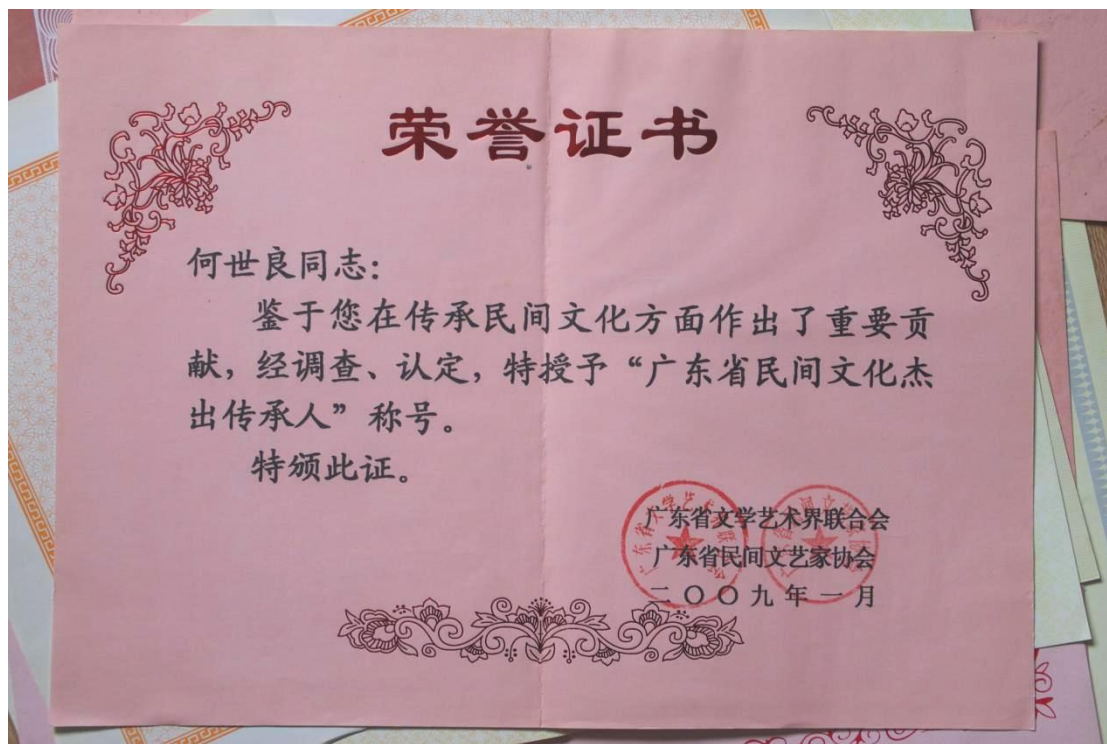 荣誉证书
何世良同志:
鉴于您在传承民间文化方面作出了重要贡
献，经调查、认定，特授予“广东省民间文化杰
出传承人”称号。
特颁此证。
广东省文学艺术界联合会
广东省民间文艺家协会
二〇〇九年一月